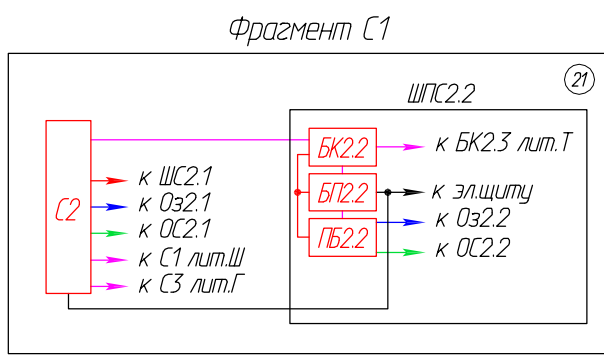 Фрагмент С1
21
ШПС2.2
С2
к ШС2.1
к Оз2.1
к ОС2.1
к С1 лит.Ш
к С3 лит.Г
БК2.2
БП2.2
ПБ2.2
к БК2.3 лит.Т
к эл.щиту
к Оз2.2
к ОС2.2